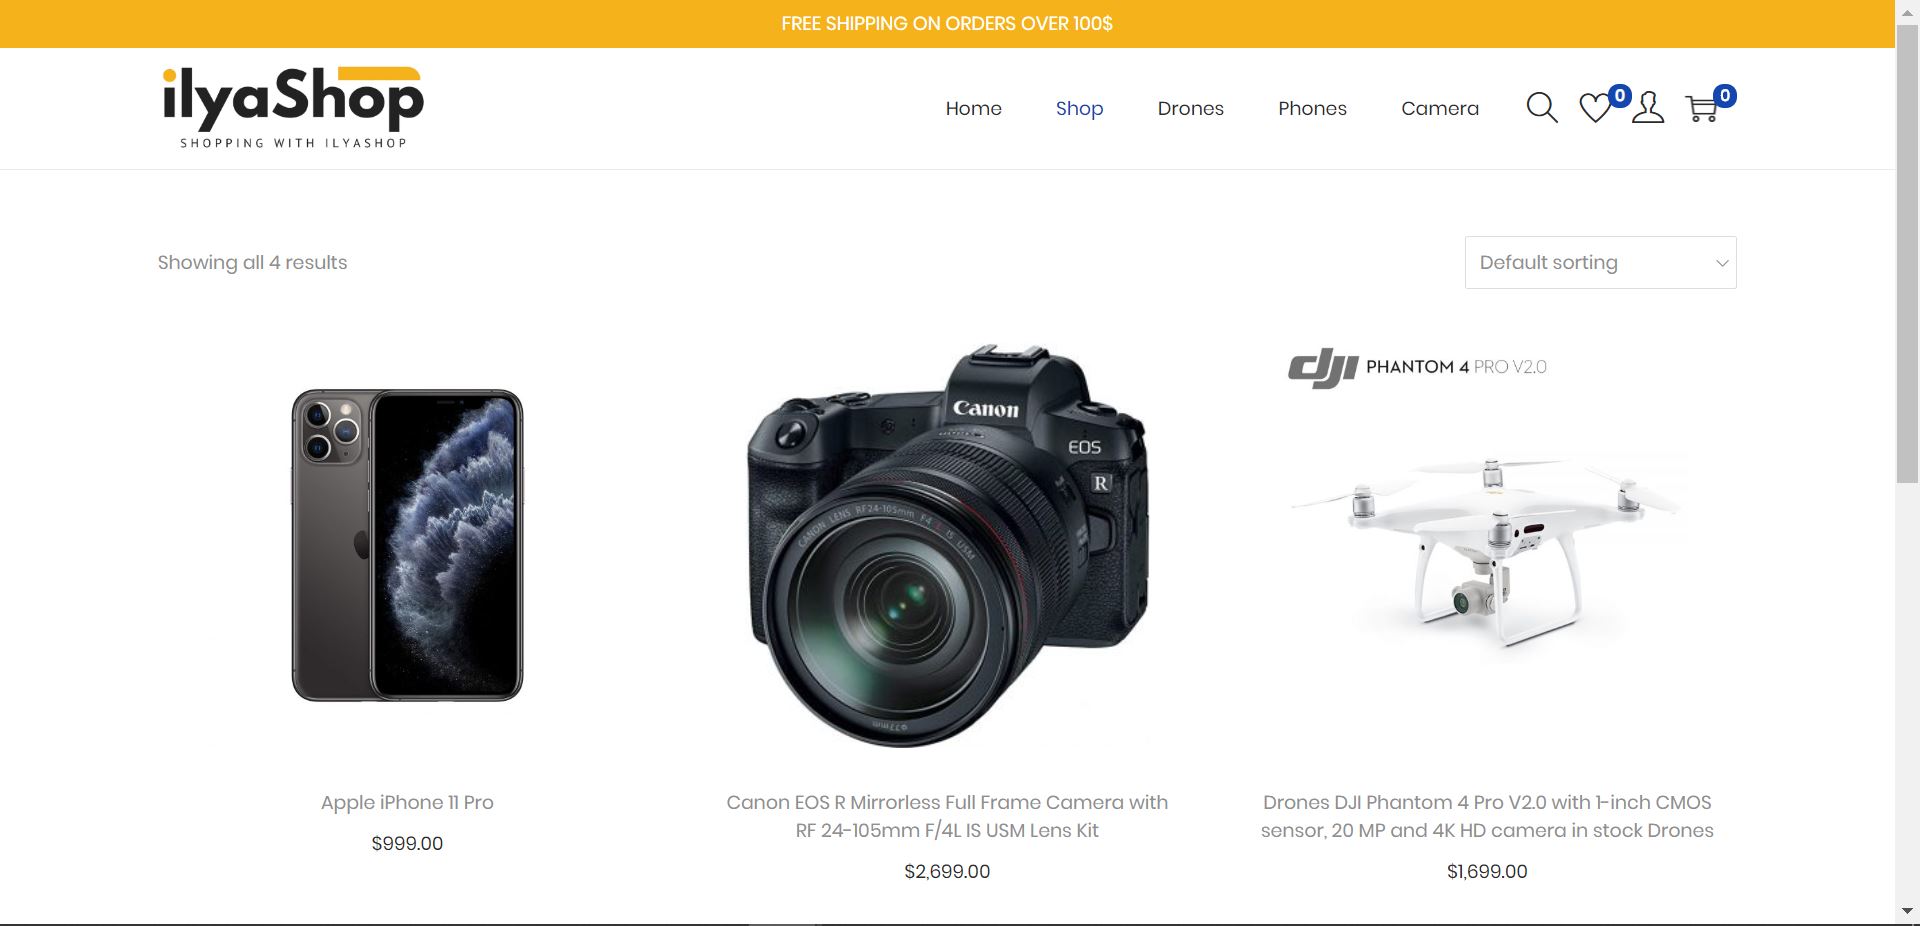 FREE SHIPPING ON ORDERS OVER 100$
ilyaShop
SHOPPING WITH ILYASHOP
Home
Shop
Drones
Phones
Camera
0
0
Showing all 4 results
Default sorting
Canon
EOS
R
CANON LENS RF24-105mm F4 L IS USM
ø77mm
dji PHANTOM 4 PRO V2.0
Apple iPhone 11 Pro
$999.00
Canon EOS R Mirrorless Full Frame Camera with
RF 24-105mm F/4L IS USM Lens Kit
$2,699.00
Drones DJI Phantom 4 Pro V2.0 with 1-inch CMOS
sensor, 20 MP and 4K HD camera in stock Drones
$1,699.00